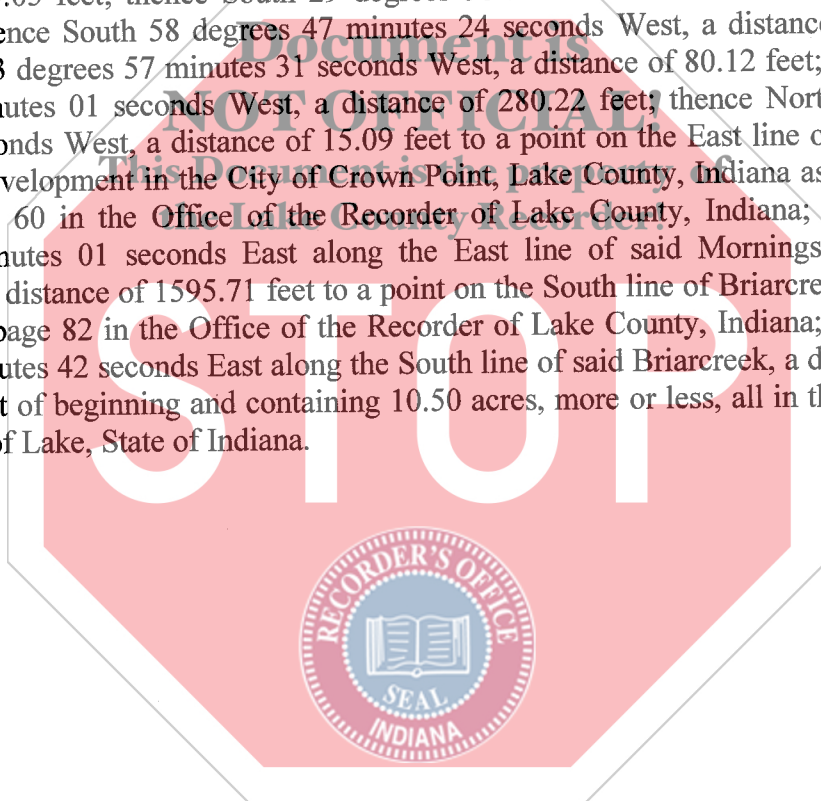 .05 feet, thence South 29 degrees
ence South 58 degrees 47 minutes 24 seconds West, a distance
degrees 57 minutes 31 seconds West, a distance of 80.12 feet;
nutes 01 seconds West, a distance of 280.22 feet; thence Nort
onds West, a distance of 15.09 feet to a point on the East line o
velopment in the City of Crown Point, Lake County, Indiana as
60 in the Office of the Recorder of Lake County, Indiana;
nutes 01 seconds East along the East line of said Mornings
distance of 1595.71 feet to a point on the South line of Briarcre
page 82 in the Office of the Recorder of Lake County, Indiana;
utes 42 seconds East along the South line of said Briarcreek, a d
t of beginning and containing 10.50 acres, more or less, all in th
of Lake, State of Indiana.
Document is
NOT OFFICIAL!
This Document is the property of
the Lake County Recorder!
STOP
RECORDER'S OFFICE
SEAL
INDIANA